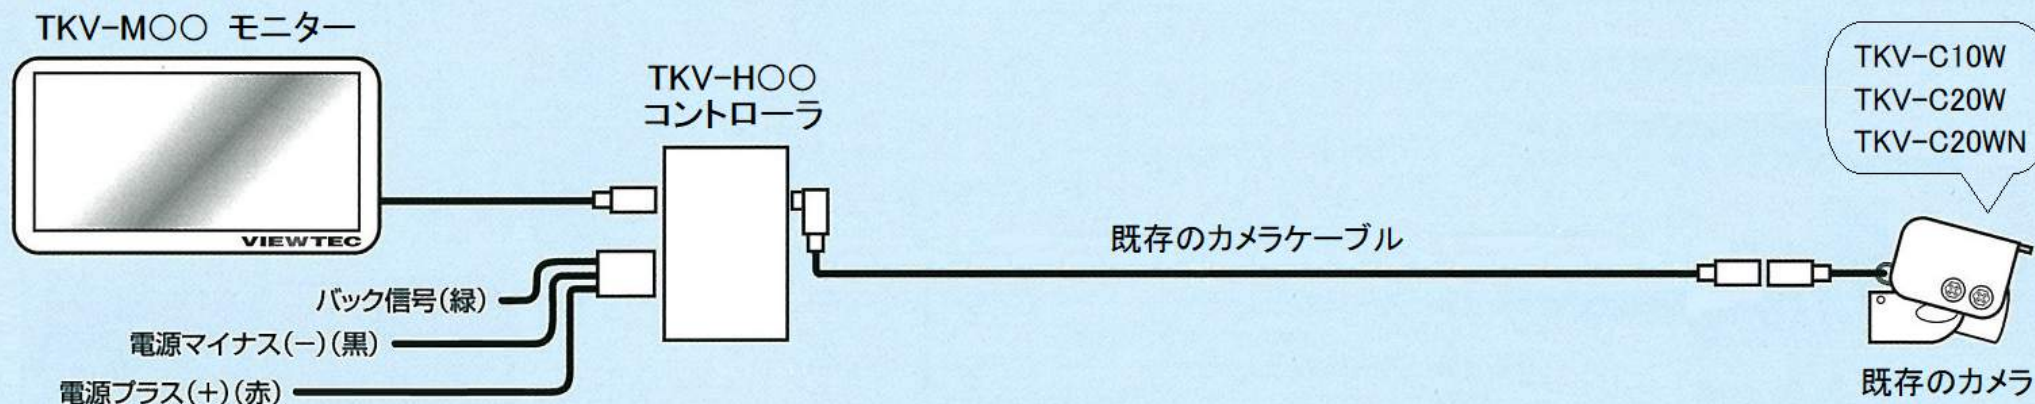 TKV-M○○ モニター
VIEWTEC
TKV-H○○
コントローラ
バック信号(緑)
電源マイナス(－)(黒)
電源プラス(＋)(赤)
既存のカメラケーブル
TKV-C10W
TKV-C20W
TKV-C20WN
既存のカメラ